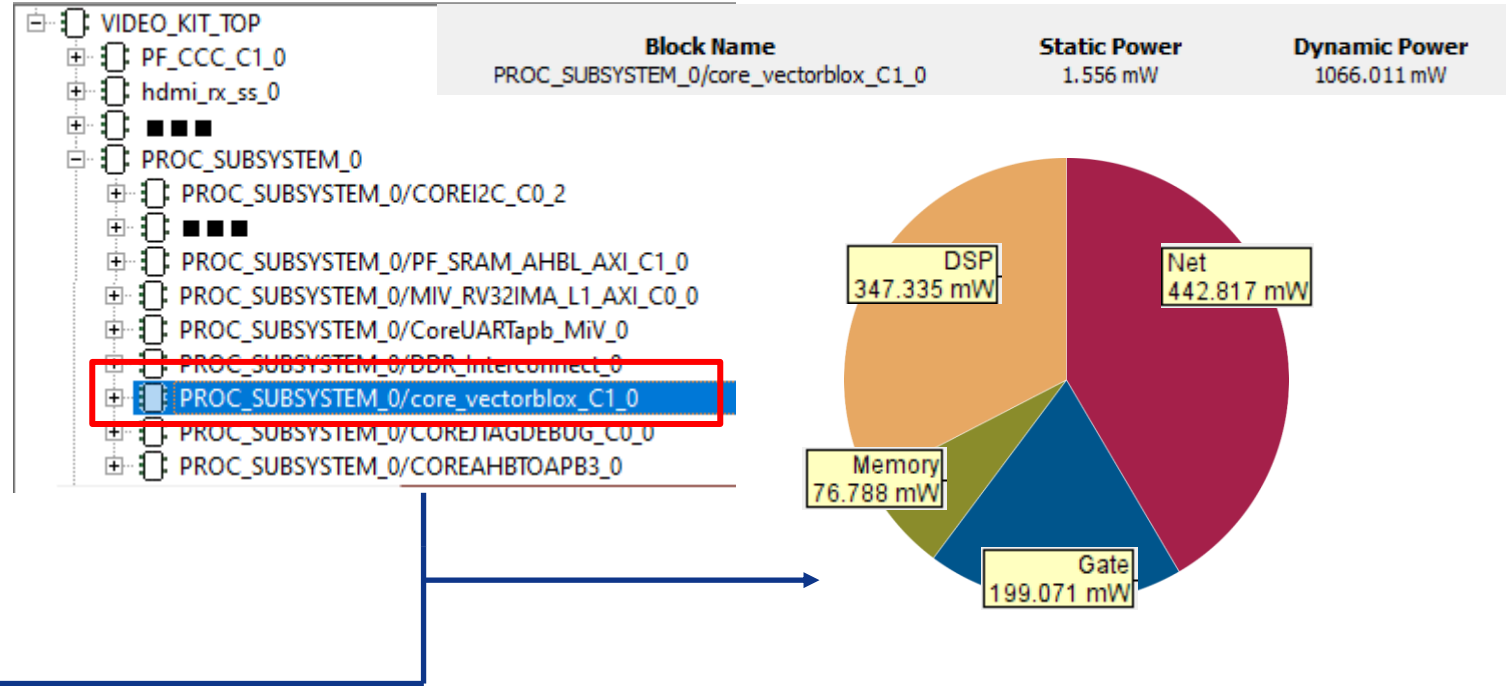 VIDEO_KIT_TOP
PF_CCC_C1_0
hdmi_rx_ss_0
PROC_SUBSYSTEM_0
PROC_SUBSYSTEM_0/COREI2C_C0_2
PROC_SUBSYSTEM_0/PF_SRAM_AHBL_AXI_C1_0
PROC_SUBSYSTEM_0/MIV_RV32IMA_L1_AXI_C0_0
PROC_SUBSYSTEM_0/CoreUARTapb_MiV_0
PROC_SUBSYSTEM_0/DDR_Interconnect_0
PROC_SUBSYSTEM_0/core_vectorblox_C1_0
PROC_SUBSYSTEM_0/COREJTAGDEBUG_C0_0
PROC_SUBSYSTEM_0/COREAHBTOAPB3_0
Block Name Static Power Dynamic Power
PROC_SUBSYSTEM_0/core_vectorblox_C1_0 1.556 mW 1066.011 mW
DSP
347.335 mW
Net
442.817 mW
Memory
76.788 mW
Gate
199.071 mW